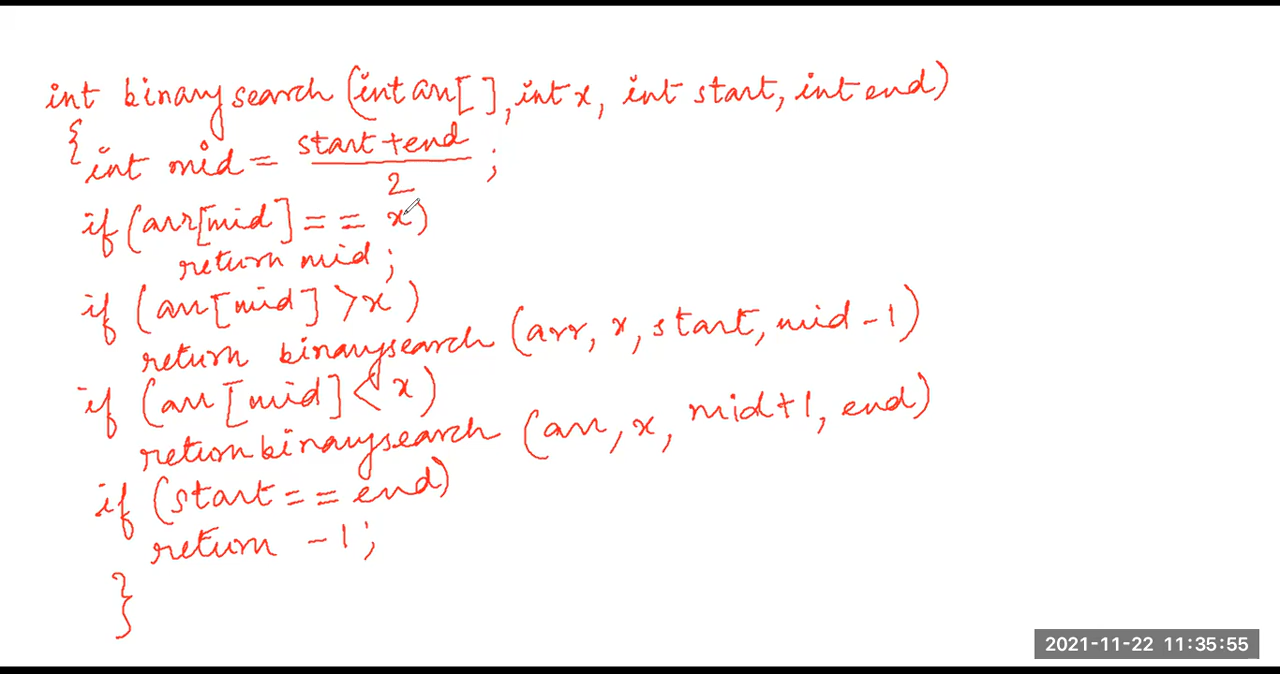 int binarysearch (int arr[ ], int x, int start, int end)
{
int mid = start + end / 2 ;
if (arr[mid] == x)
return mid;
if (arr[mid] > x)
return binarysearch (arr, x, start, mid - 1)
if (arr [mid] < x)
return binarysearch (arr, x, mid + 1, end)
if (start == end)
return -1;
}
2021-11-22 11:35:55